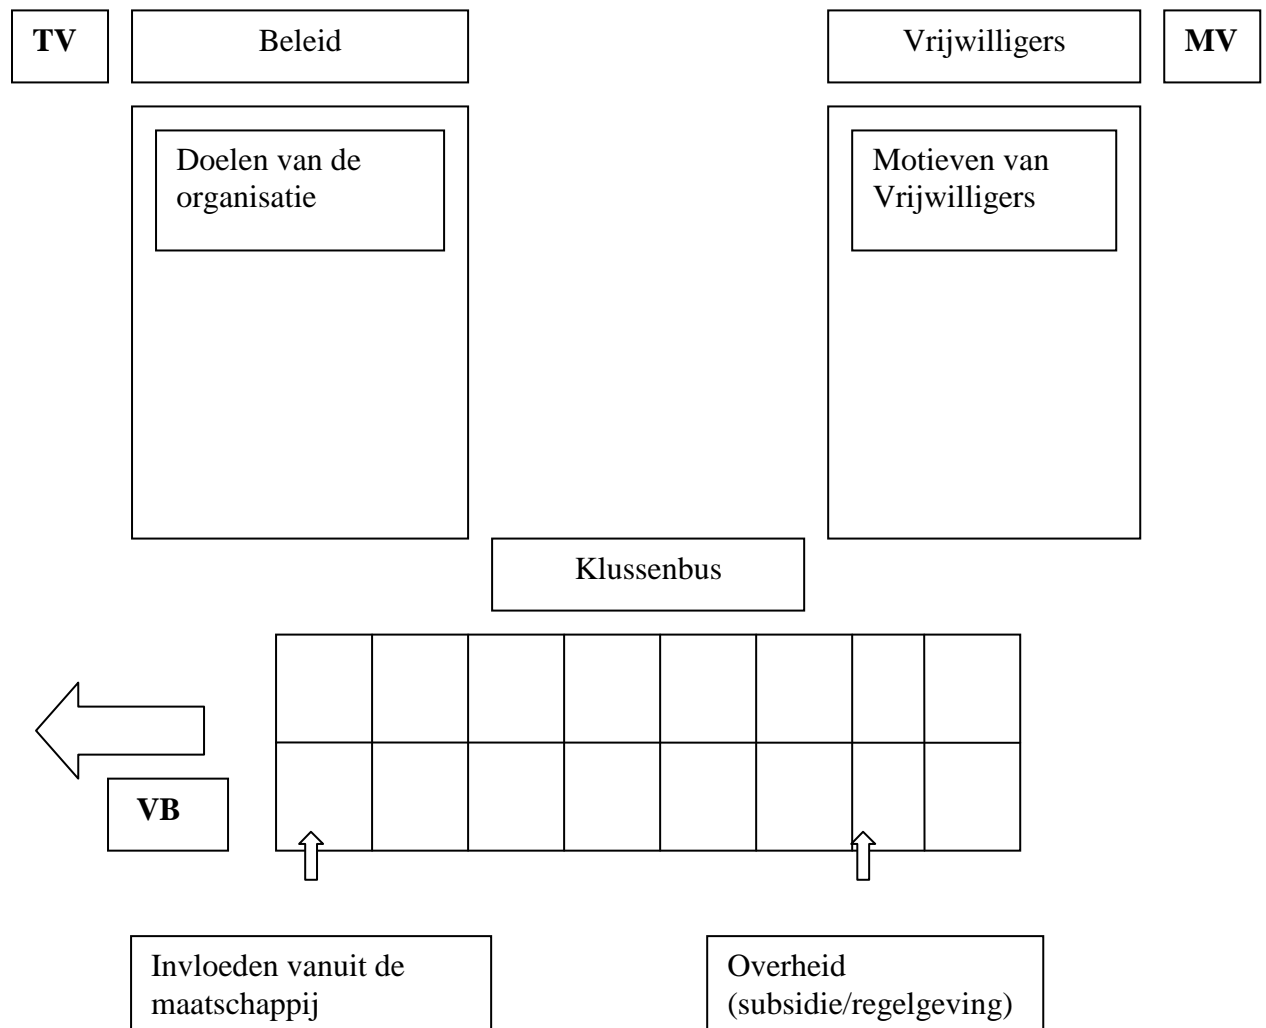 TV
Beleid
Vrijwilligers
MV
Doelen van de
organisatie
Motieven van
Vrijwilligers
Klussenbus
VB
Invloeden vanuit de
maatschappij
Overheid
(subsidie/regelgeving)